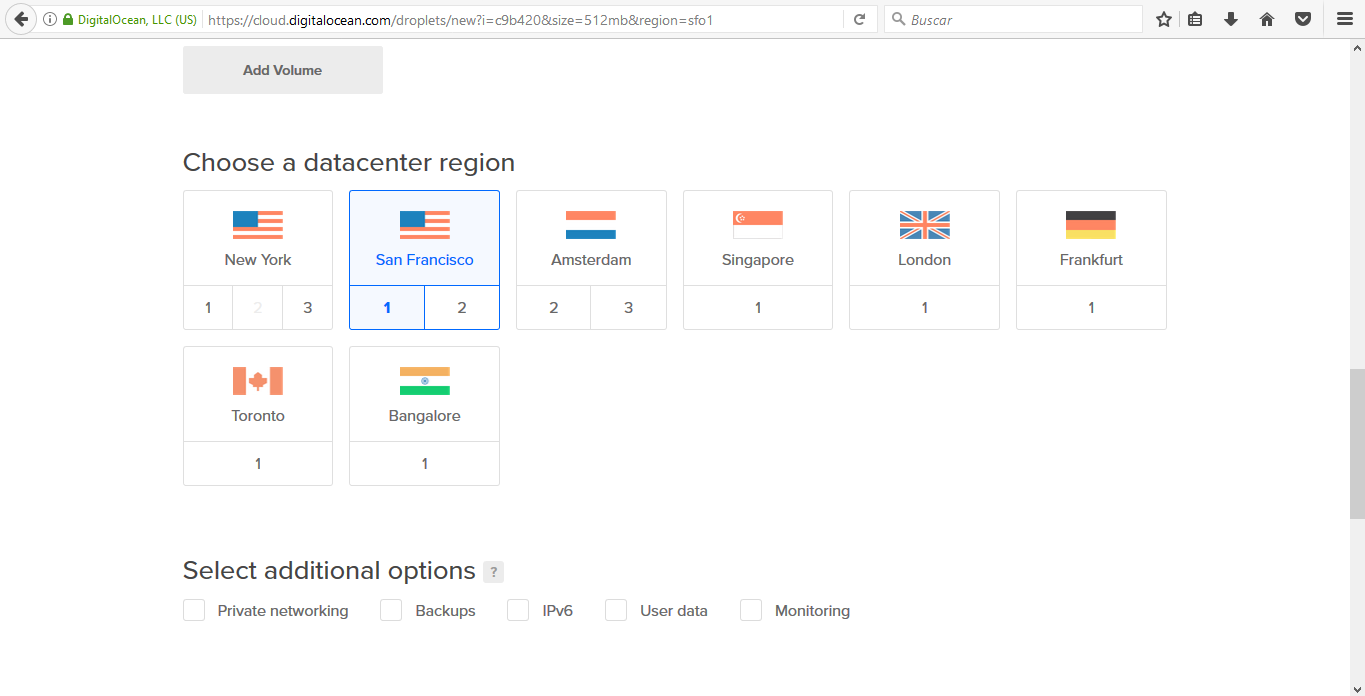 DigitalOcean, LLC (US) https://cloud.digitalocean.com/droplets/new?i=c9b420&size=512mb&region=sfo1 Buscar
Add Volume
Choose a datacenter region
New York San Francisco Amsterdam Singapore London Frankfurt
1 2 3 1 2 2 3 1 1 1
Toronto Bangalore
1 1
Select additional options ?
Private networking Backups IPv6 User data Monitoring